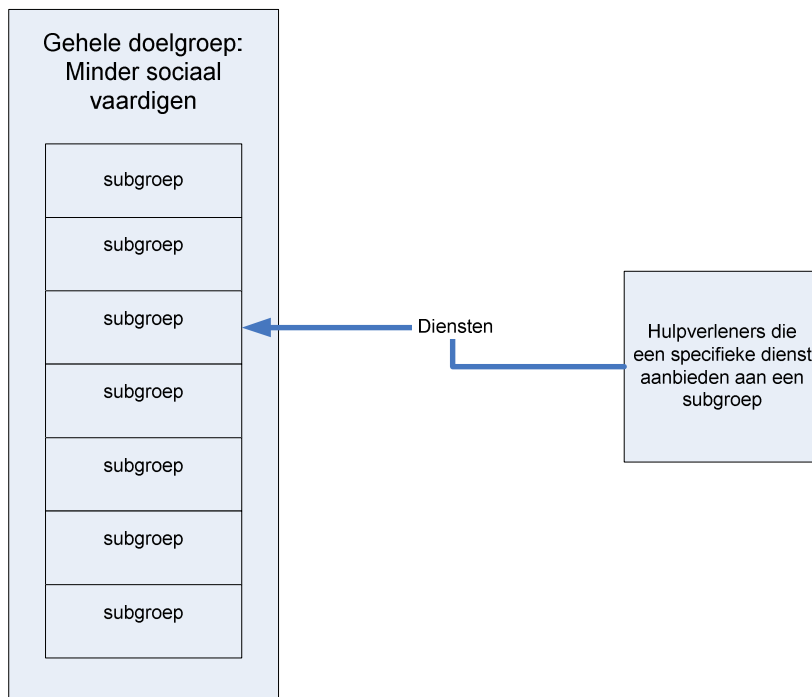 Gehele doelgroep:
Minder sociaal
vaardigen
subgroep
subgroep
subgroep
subgroep
subgroep
subgroep
subgroep
Diensten
Hulpverleners die
een specifieke dienst
aanbieden aan een
subgroep